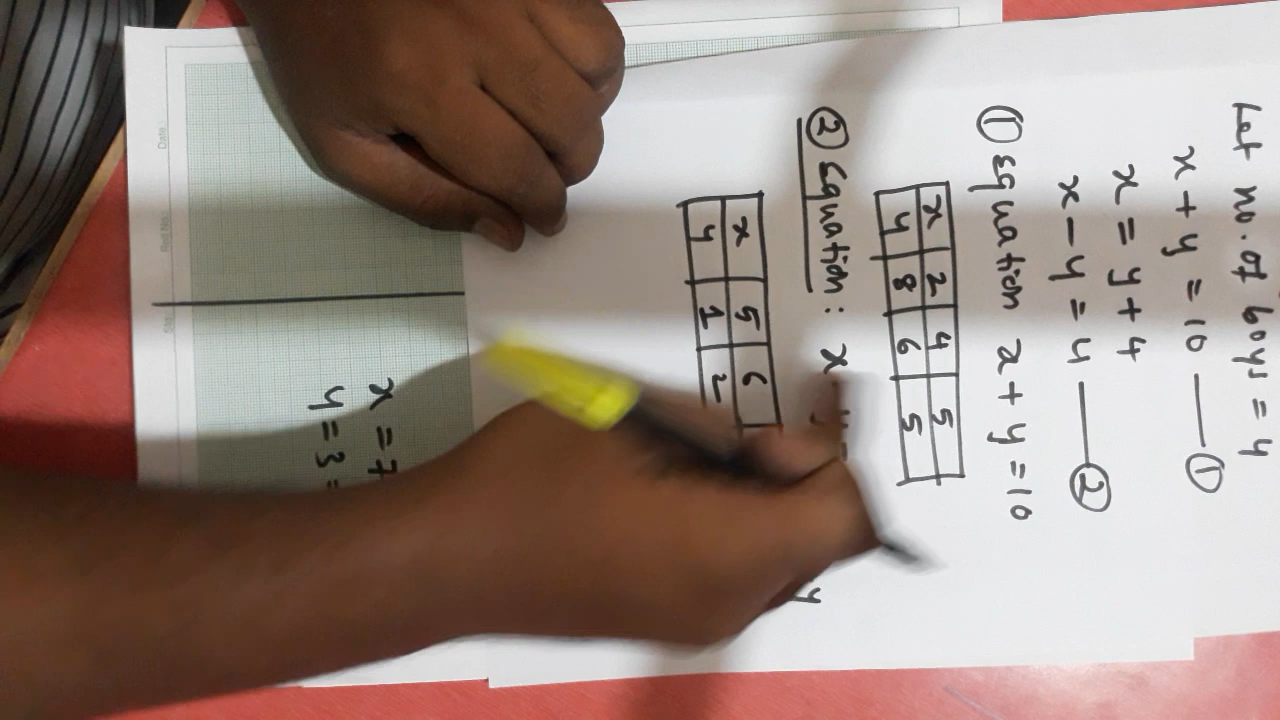 Let no. of boys = y
x + y = 10 — ①
x = y + 4
x - y = 4 — ②
① Equation x + y = 10
x 2 4 5
y 8 6 5
② Equation : x
x 5 6
y 1 2
x = 7
y = 3
Date :